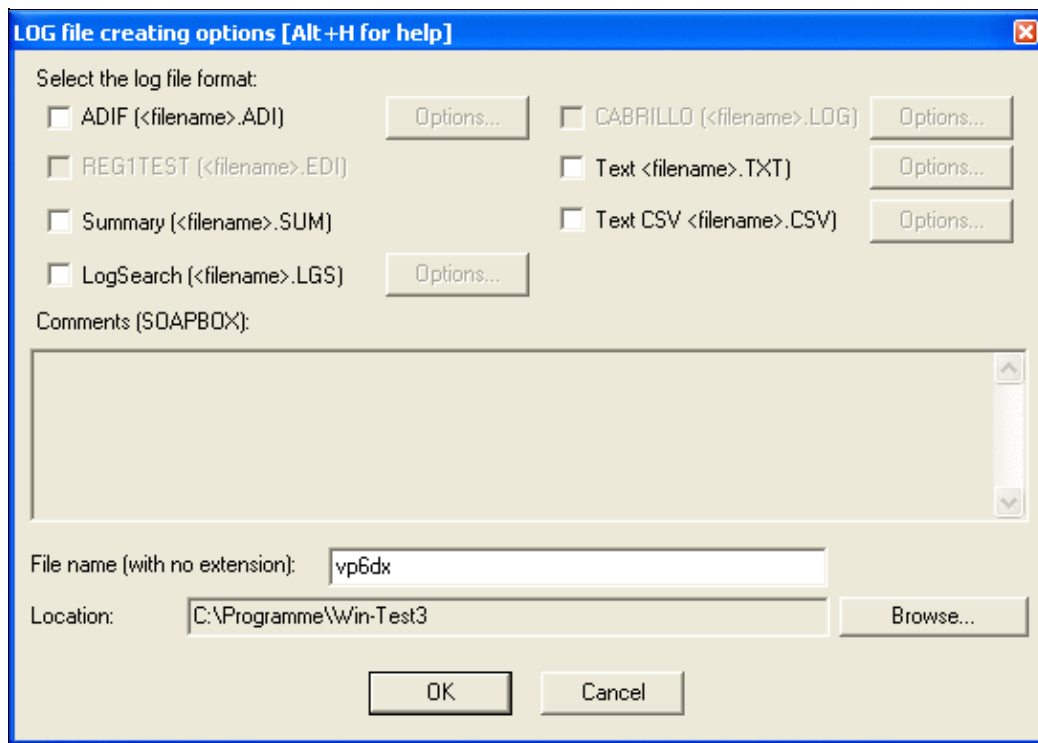 LOG file creating options [Alt+H for help]
Select the log file format:
ADIF (<filename>.ADI) Options... CABRILLO (<filename>.LOG) Options...
REG1TEST (<filename>.EDI) Text <filename>.TXT) Options...
Summary (<filename>.SUM) Text CSV <filename>.CSV) Options...
LogSearch (<filename>.LGS) Options...
Comments (SOAPBOX):
File name (with no extension): vp6dx
Location: C:\Programme\Win-Test3 Browse...
OK Cancel